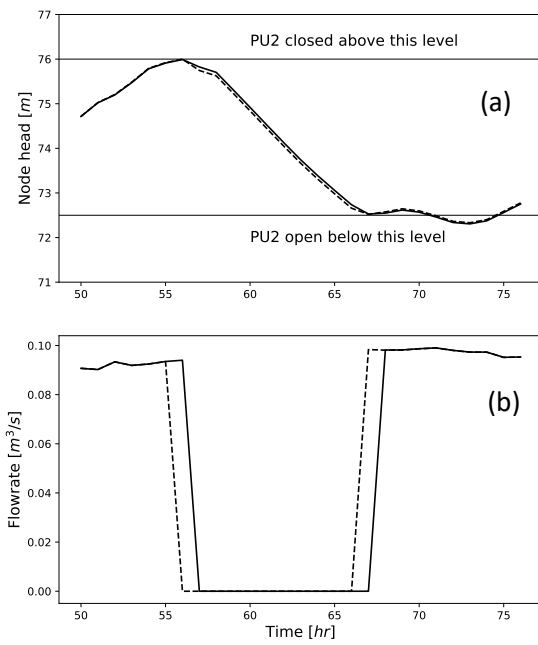 77
PU2 closed above this level
76
(a)
75
Node head [m]
74
73
PU2 open below this level
72
71
50 55 60 65 70 75
0.10
(b)
0.08
Flowrate [m³/s]
0.06
0.04
0.02
0.00
50 55 60 65 70 75
Time [hr]